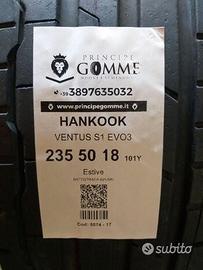 PRINCIPE
GOMME
+39 3897635032
www.principegomme.it
HANKOOK
VENTUS S1 EVO3
235 50 18 101Y
Estive
subito